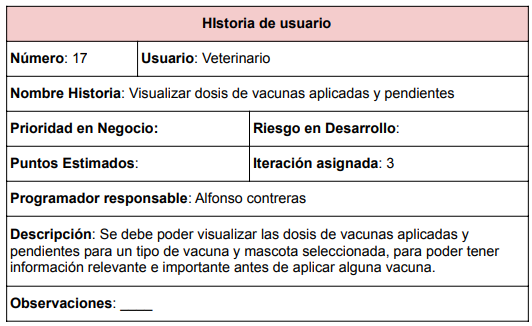 HIstoria de usuario
Número: 17
Usuario: Veterinario
Nombre Historia: Visualizar dosis de vacunas aplicadas y pendientes
Prioridad en Negocio:
Riesgo en Desarrollo:
Puntos Estimados:
Iteración asignada: 3
Programador responsable: Alfonso contreras
Descripción: Se debe poder visualizar las dosis de vacunas aplicadas y
pendientes para un tipo de vacuna y mascota seleccionada, para poder tener
información relevante e importante antes de aplicar alguna vacuna.
Observaciones: ____